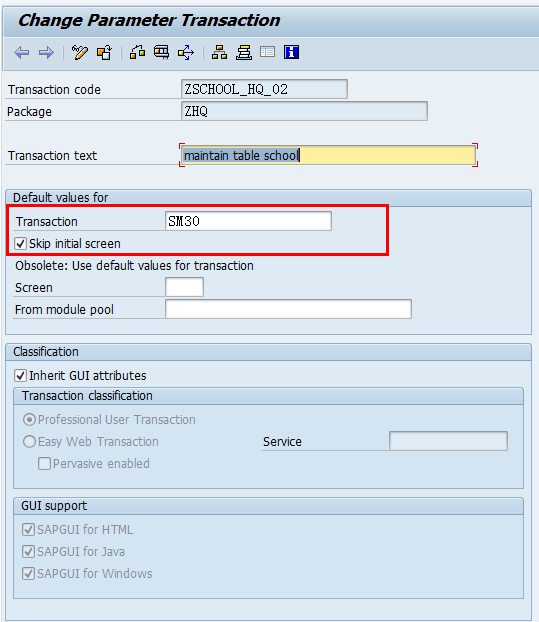 Change Parameter Transaction
Transaction code ZSCHOOL_HQ_02
Package ZHQ
Transaction text maintain table school
Default values for
Transaction SM30
Skip initial screen
Obsolete: Use default values for transaction
Screen
From module pool
Classification
Inherit GUI attributes
Transaction classification
Professional User Transaction
Easy Web Transaction Service
Pervasive enabled
GUI support
SAPGUI for HTML
SAPGUI for Java
SAPGUI for Windows